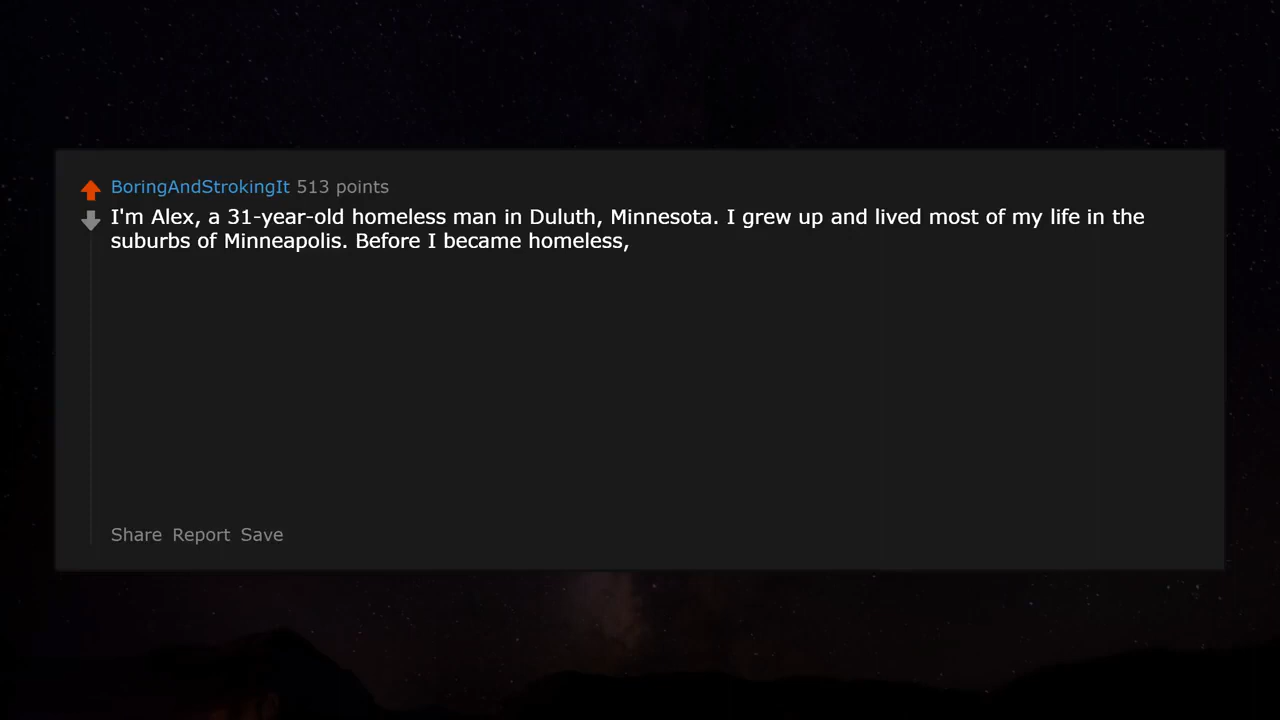 BoringAndStrokingIt 513 points
I'm Alex, a 31-year-old homeless man in Duluth, Minnesota. I grew up and lived most of my life in the
suburbs of Minneapolis. Before I became homeless,
Share Report Save